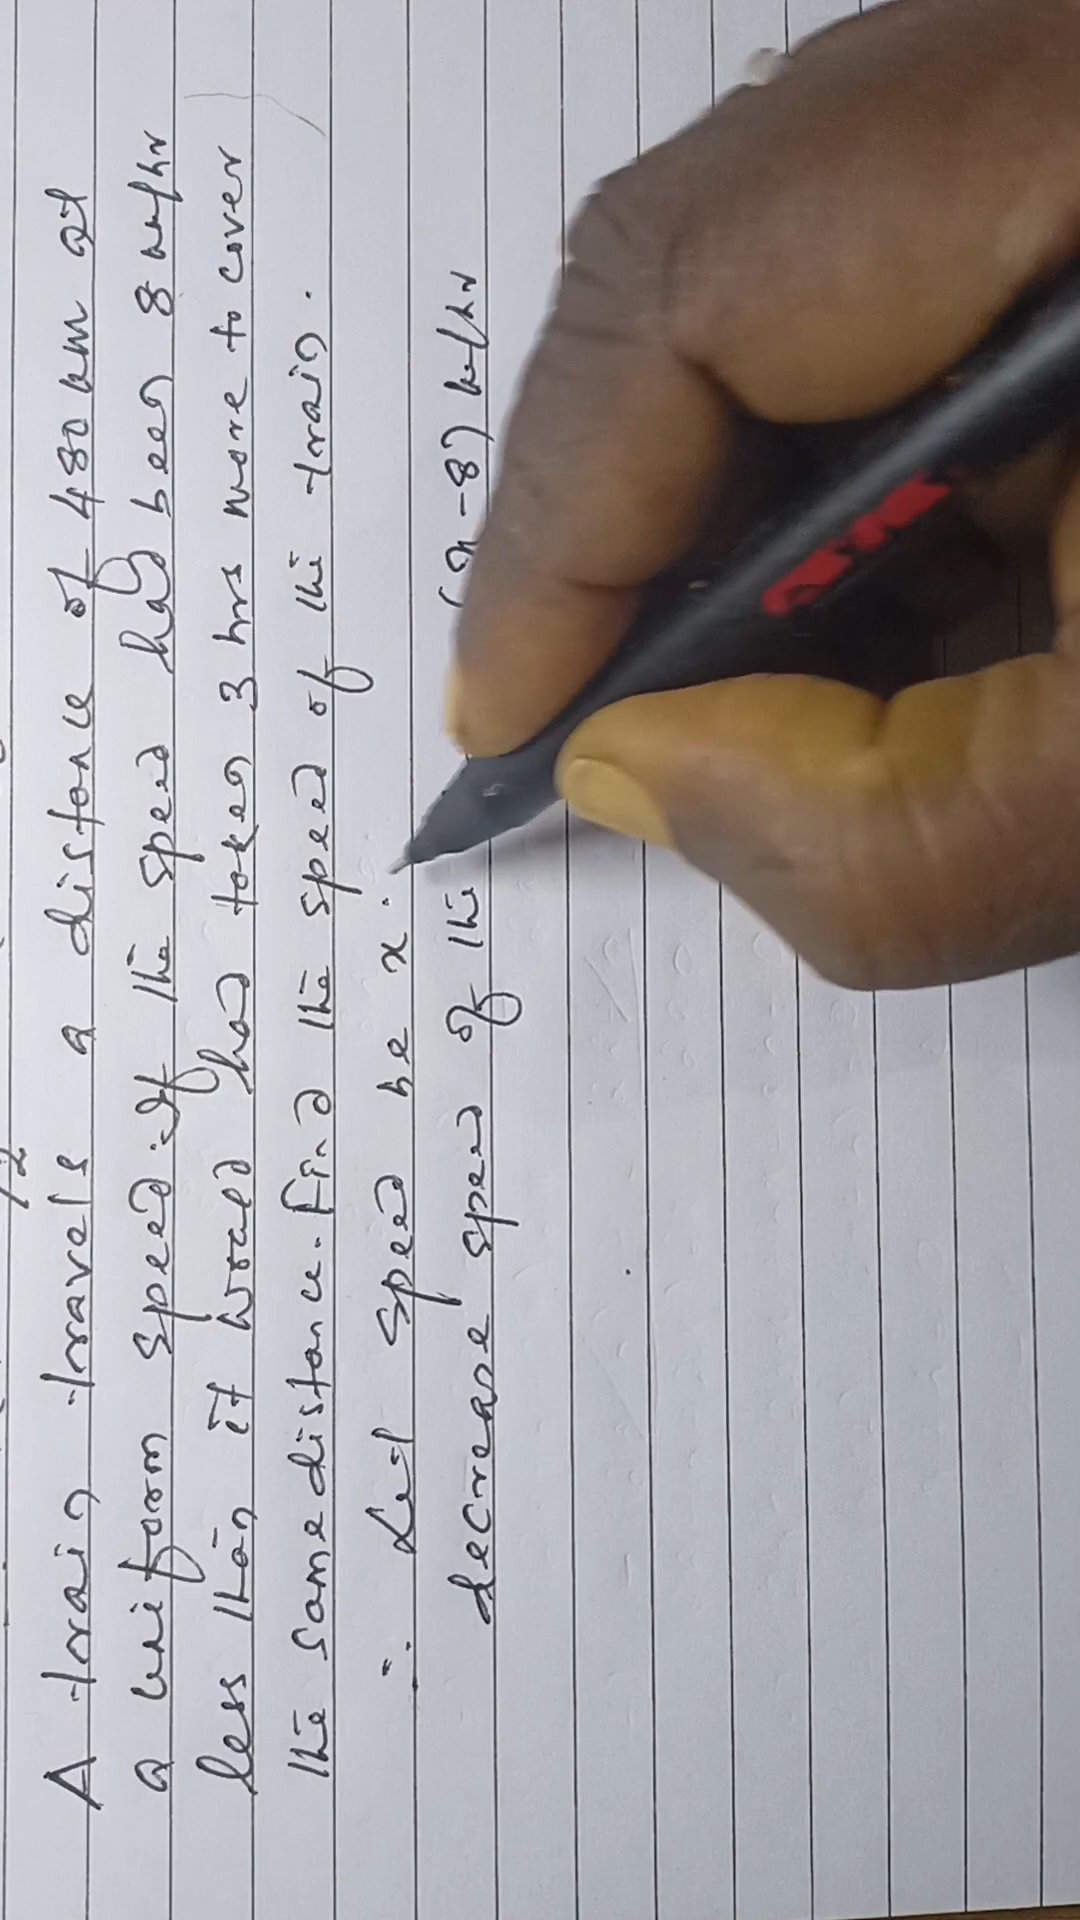 A train travels a distance of 480 km at
a uniform speed. If the speed had been 8 km/hr
less than it would had taken 3 hrs more to cover
the same distance. Find the speed of the train.
∴ Let speed be x.
decrease speed of the (x-8) km/hr